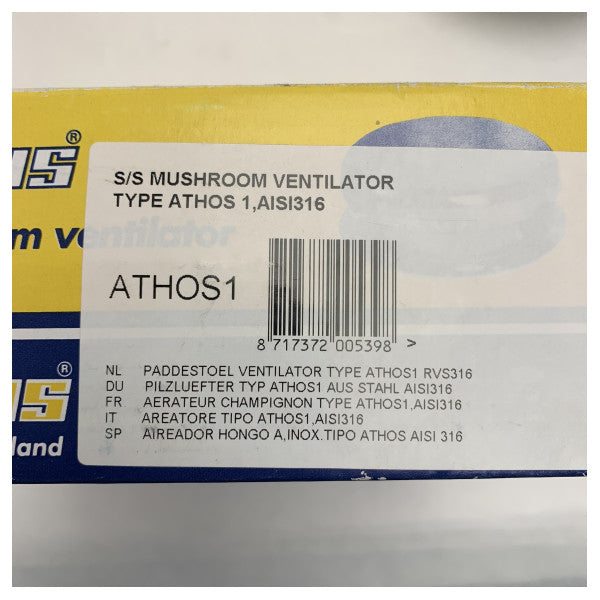 S/S MUSHROOM VENTILATOR
TYPE ATHOS 1,AISI316
m ventilator
ATHOS1
8 717372 005398 >
NL PADDESTOEL VENTILATOR TYPE ATHOS1 RVS316
DU PILZLUEFTER TYP ATHOS1 AUS STAHL AISI316
FR AERATEUR CHAMPIGNON TYPE ATHOS1,AISI316
IT AREATORE TIPO ATHOS1,AISI316
SP AIREADOR HONGO A,INOX.TIPO ATHOS AISI 316
®
®
land